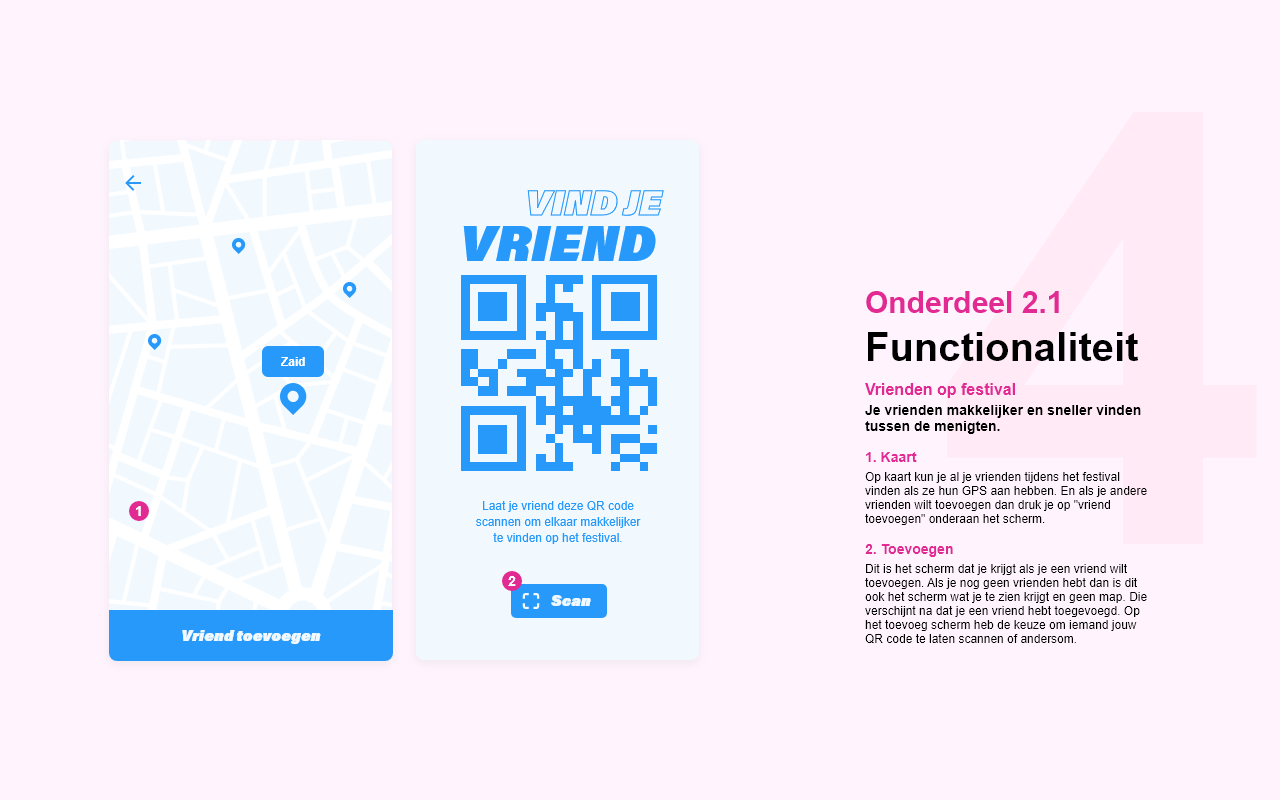 Zaid
1
Vriend toevoegen
VIND JE
VRIEND
Laat je vriend deze QR code
scannen om elkaar makkelijker
te vinden op het festival.
2
Scan
4
Onderdeel 2.1
Functionaliteit
Vrienden op festival
Je vrienden makkelijker en sneller vinden
tussen de menigten.
1. Kaart
Op kaart kun je al je vrienden tijdens het festival
vinden als ze hun GPS aan hebben. En als je andere
vrienden wilt toevoegen dan druk je op "vriend
toevoegen" onderaan het scherm.
2. Toevoegen
Dit is het scherm dat je krijgt als je een vriend wilt
toevoegen. Als je nog geen vrienden hebt dan is dit
ook het scherm wat je te zien krijgt en geen map. Die
verschijnt na dat je een vriend hebt toegevoegd. Op
het toevoeg scherm heb de keuze om iemand jouw
QR code te laten scannen of andersom.